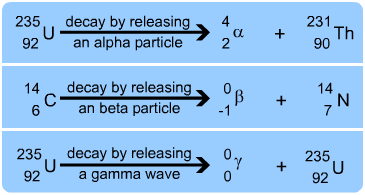 235 92 U decay by releasing an alpha particle 4 2 α + 231 90 Th
14 6 C decay by releasing an beta particle 0 -1 β + 14 7 N
235 92 U decay by releasing a gamma wave 0 0 γ + 235 92 U